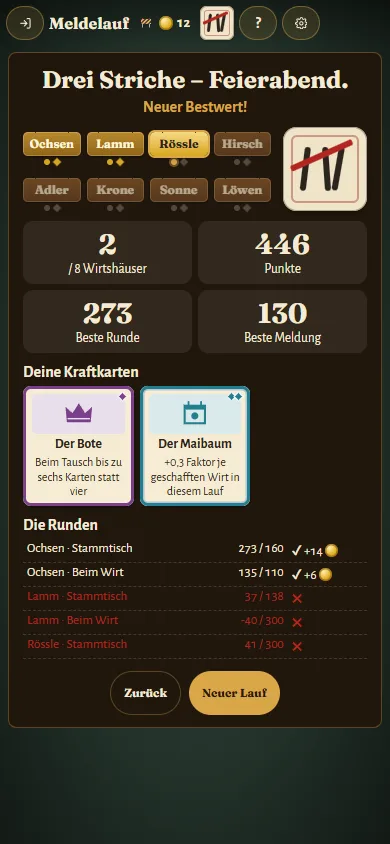 Meldelauf 12 ?
Drei Striche – Feierabend.
Neuer Bestwert!
Ochsen Lamm Rössle Hirsch
Adler Krone Sonne Löwen
2
/ 8 Wirtshäuser
446
Punkte
273
Beste Runde
130
Beste Meldung
Deine Kraftkarten
Der Bote
Beim Tausch bis zu
sechs Karten statt
vier
Der Maibaum
+0,3 Faktor je
geschafften Wirt in
diesem Lauf
Die Runden
Ochsen · Stammtisch 273 / 160 ✓ +14
Ochsen · Beim Wirt 135 / 110 ✓ +6
Lamm · Stammtisch 37 / 138 ✗
Lamm · Beim Wirt -40 / 300 ✗
Rössle · Stammtisch 41 / 300 ✗
Zurück Neuer Lauf